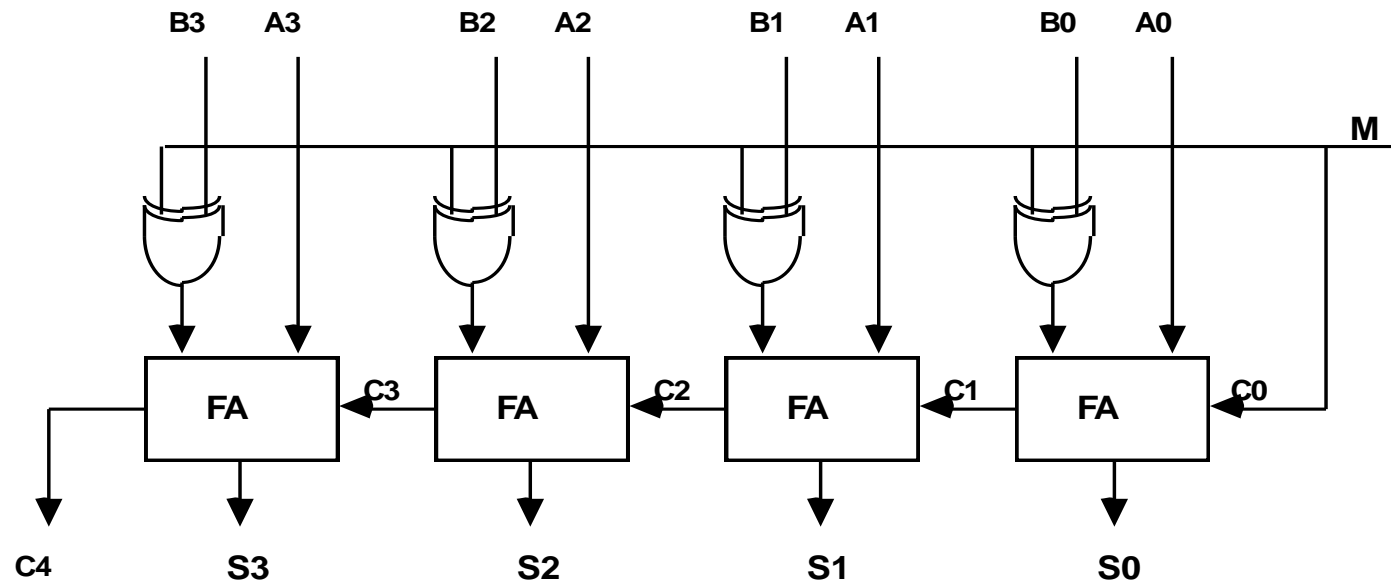 B3 A3 B2 A2 B1 A1 B0 A0
M
FA C3 FA C2 FA C1 FA C0
C4 S3 S2 S1 S0